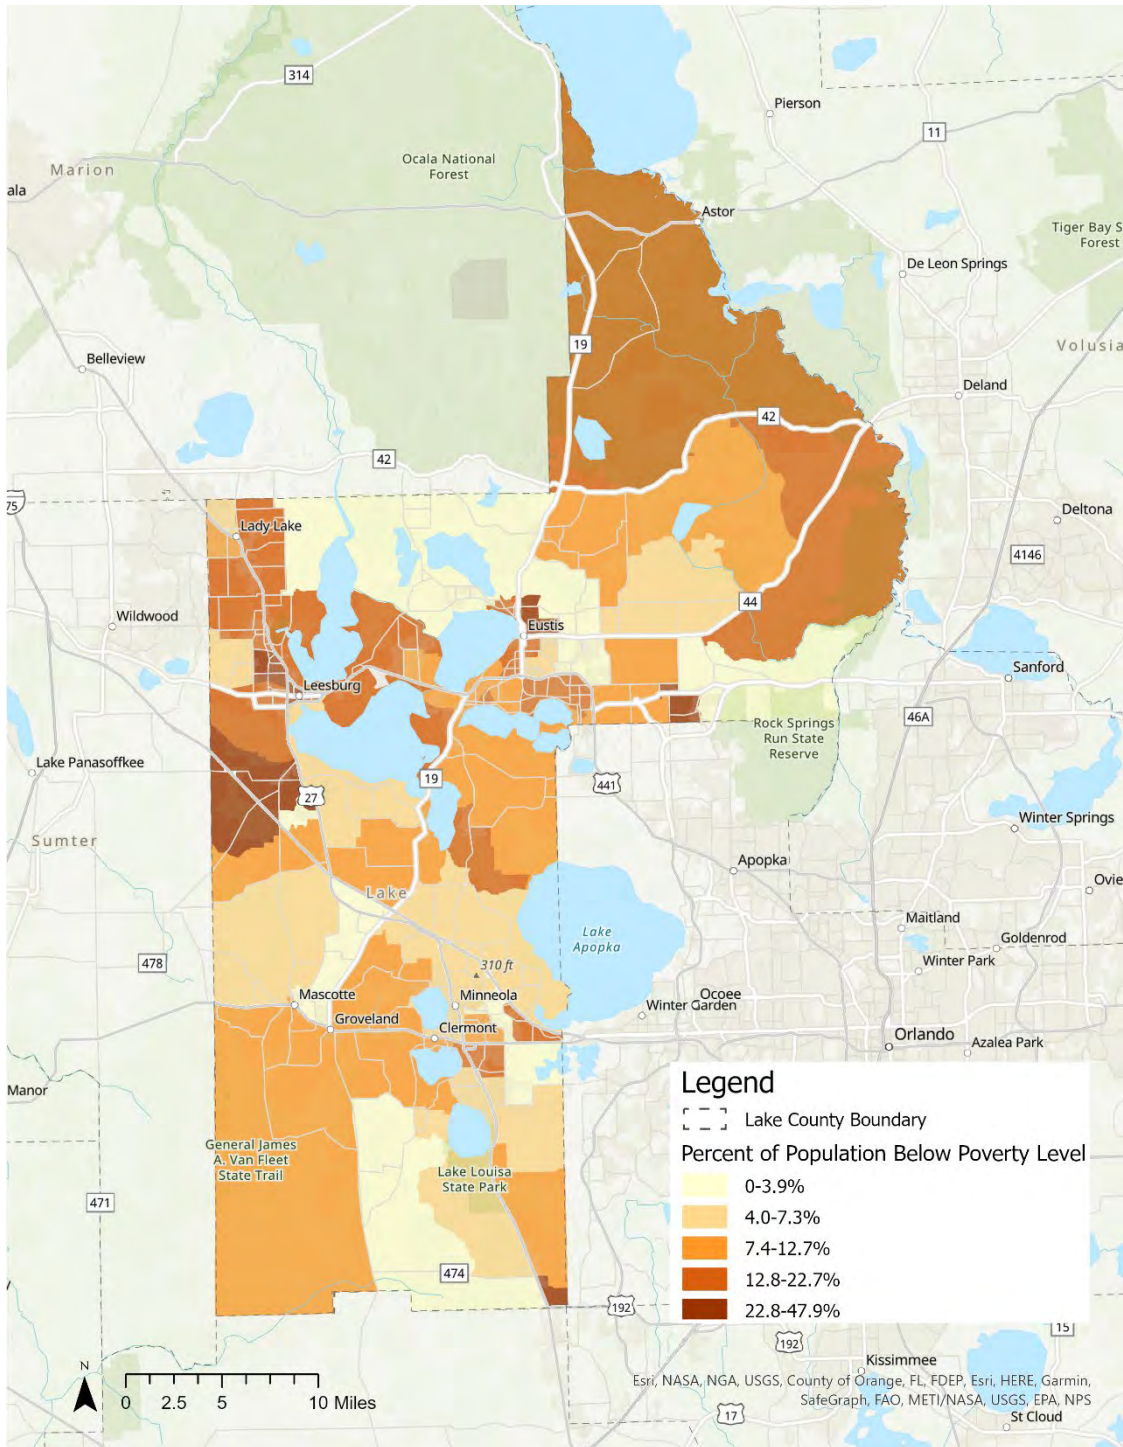 314
Pierson
11
Marion
Ocala National
Forest
ala
Astor
Tiger Bay S
Forest
De Leon Springs
19
Volusia
Belleview
Deland
42
42
75
Lady Lake
Deltona
4146
Wildwood
44
Eustis
Sanford
Leesburg
46A
Rock Springs
Run State
Reserve
Lake Panasoffkee
19
441
27
Winter Springs
Sumter
Apopka
Ovie
Lake
Maitland
Lake
Apopka
Goldenrod
478
310 ft
Winter Park
Mascotte
Minneola
Ocoee
Winter Garden
Groveland
Clermont
Orlando
Azalea Park
Manor
Legend
Lake County Boundary
Percent of Population Below Poverty Level
0-3.9%
4.0-7.3%
7.4-12.7%
12.8-22.7%
22.8-47.9%
General James
A. Van Fleet
State Trail
Lake Louisa
State Park
471
474
192
15
192
Kissimmee
N
0 2.5 5 10 Miles
Esri, NASA, NGA, USGS, County of Orange, FL, FDEP, Esri, HERE, Garmin,
SafeGraph, FAO, METI/NASA, USGS, EPA, NPS
17
St Cloud